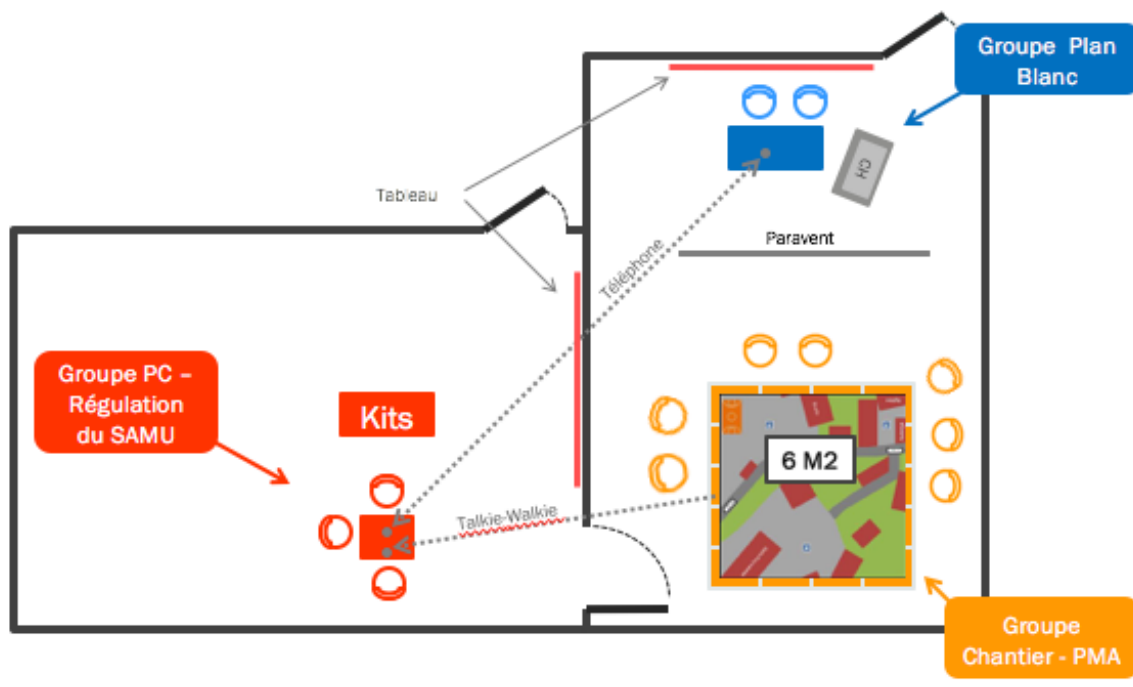 Groupe Plan
Blanc
CH
Tableau
Paravent
Téléphone
Groupe PC –
Régulation
du SAMU
Kits
6 M2
Talkie-Walkie
Groupe
Chantier - PMA